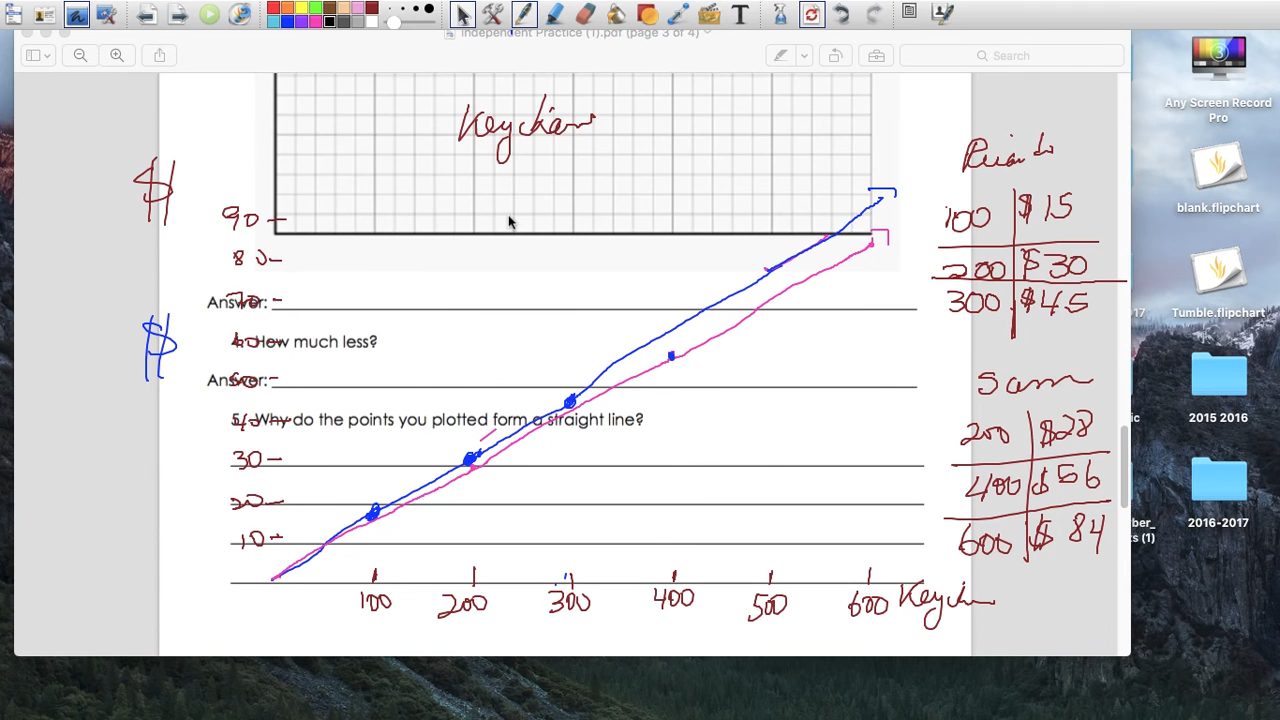 Independent Practice (1).pdf (page 3 of 4)
Search
Any Screen Record
Pro
blank.flipchart
Tumble.flipchart
2015 2016
2016-2017
$
90
80
70
Answer:
How much less?
$
Answer:
5. Why do the points you plotted form a straight line?
40
30
20
10
100 200 300 400 500 600
100 $15
200 $30
300 $45
Sam
200 $28
400 $56
600 $84